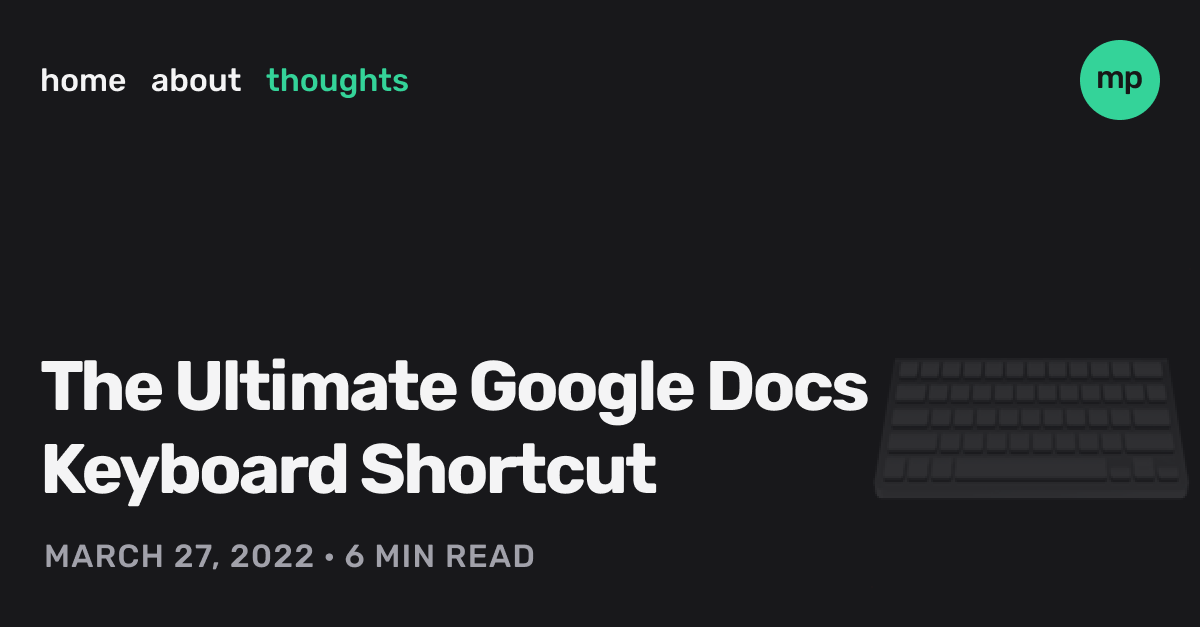 home about thoughts
mp
The Ultimate Google Docs
Keyboard Shortcut
MARCH 27, 2022 • 6 MIN READ